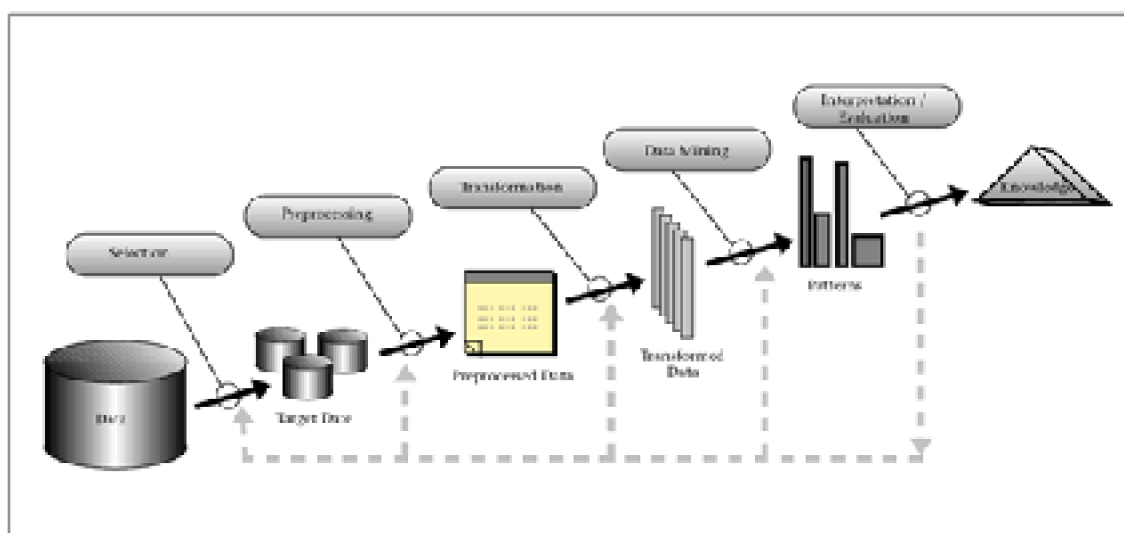 Interpretation /
Evaluation
Data Mining
Transformation
Preprocessing
Selection
Knowledge
Patterns
Transformed
Data
Preprocessed Data
Target Data
Data